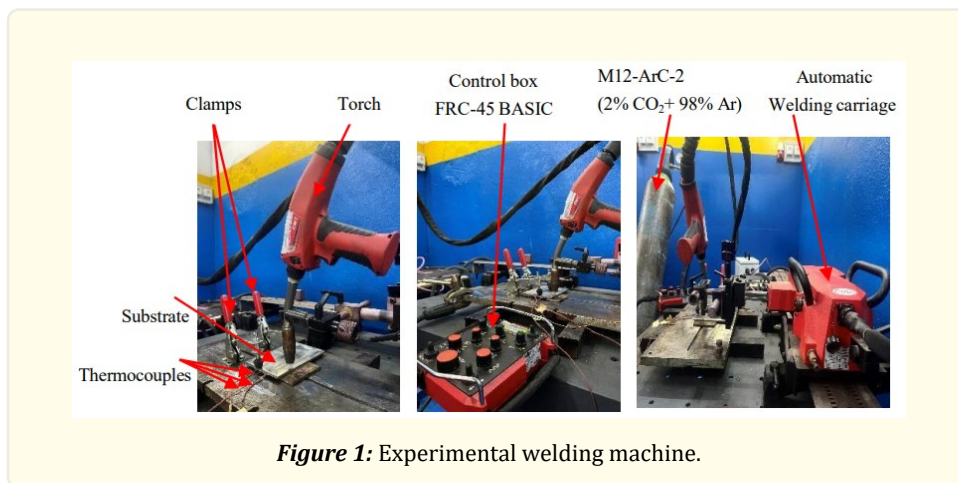 Clamps
Torch
Control box
FRC-45 BASIC
M12-ArC-2
(2% CO₂+ 98% Ar)
Automatic
Welding carriage
Substrate
Thermocouples
Figure 1: Experimental welding machine.